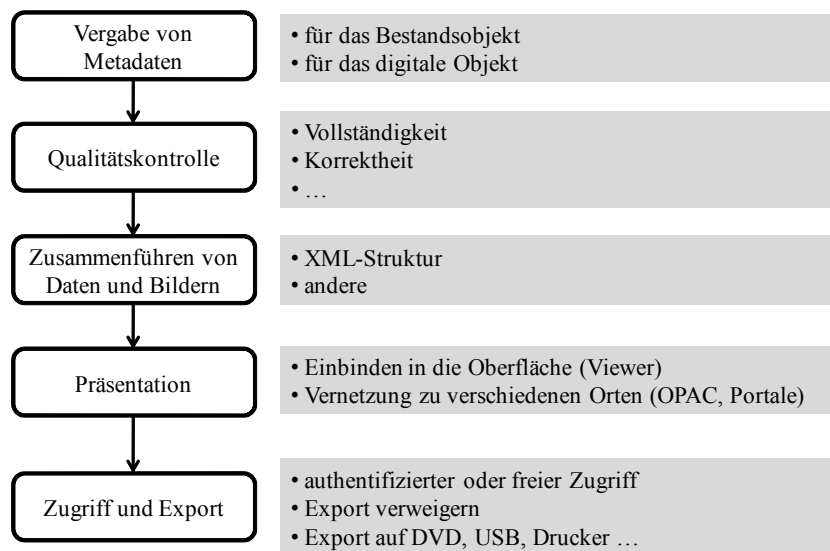 Vergabe von
Metadaten
• für das Bestandsobjekt
• für das digitale Objekt
Qualitätskontrolle
• Vollständigkeit
• Korrektheit
• …
Zusammenführen von
Daten und Bildern
• XML-Struktur
• andere
Präsentation
• Einbinden in die Oberfläche (Viewer)
• Vernetzung zu verschiedenen Orten (OPAC, Portale)
Zugriff und Export
• authentifizierter oder freier Zugriff
• Export verweigern
• Export auf DVD, USB, Drucker …